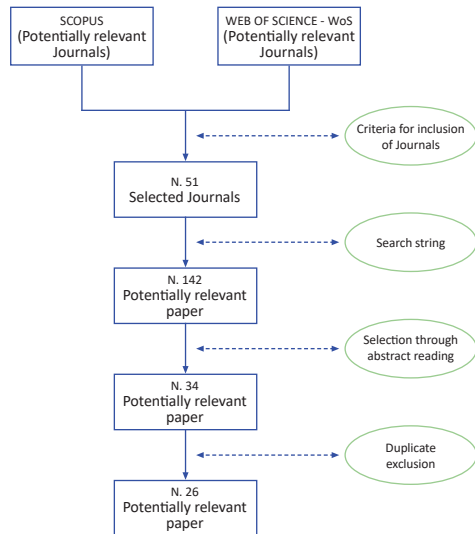 SCOPUS
(Potentially relevant
Journals)
WEB OF SCIENCE - WoS
(Potentially relevant
Journals)
Criteria for inclusion
of Journals
N. 51
Selected Journals
Search string
N. 142
Potentially relevant
paper
Selection through
abstract reading
N. 34
Potentially relevant
paper
Duplicate
exclusion
N. 26
Potentially relevant
paper